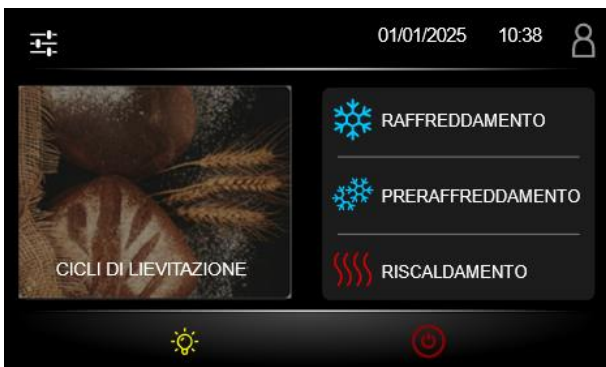 01/01/2025 10:38
RAFFREDDAMENTO
PRERAFFREDDAMENTO
CICLI DI LIEVITAZIONE
RISCALDAMENTO